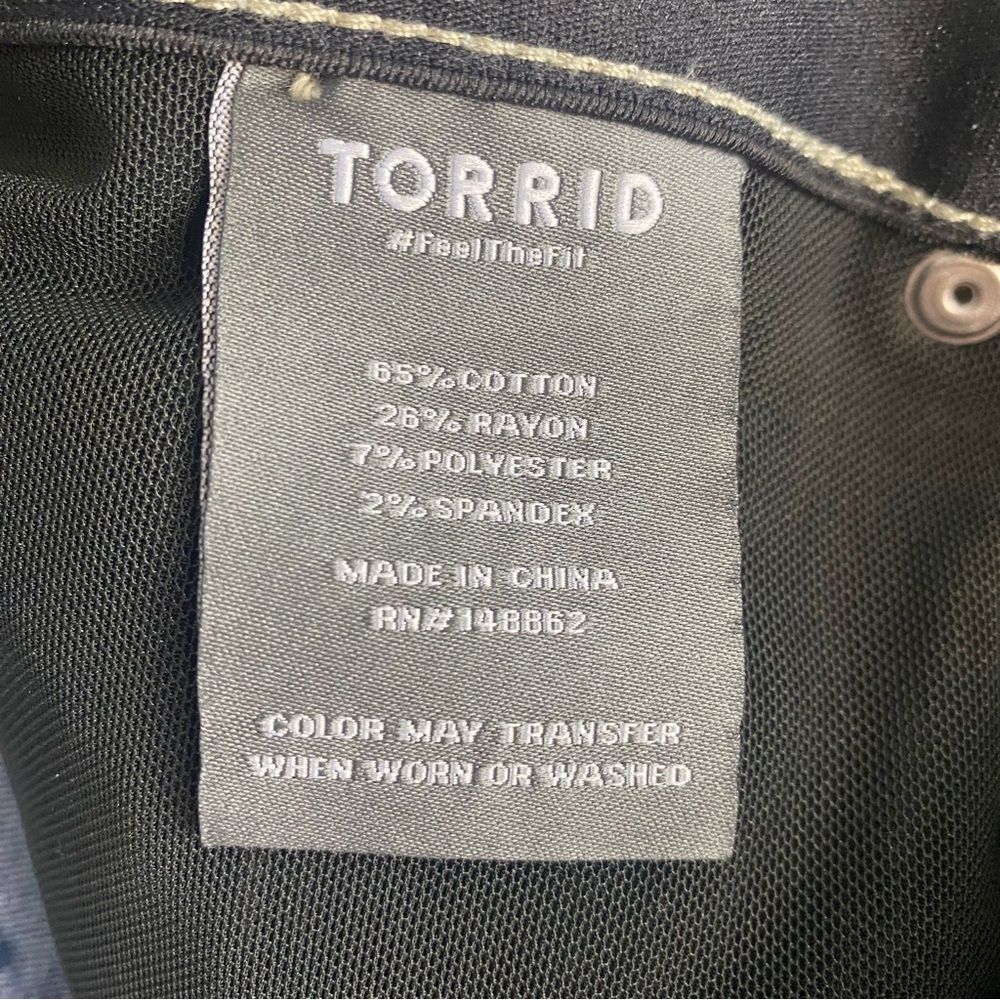 TORRID
#FeelTheFit™
65% COTTON
26% RAYON
7% POLYESTER
2% SPANDEX
MADE IN CHINA
RN# 148862
COLOR MAY TRANSFER
WHEN WORN OR WASHED